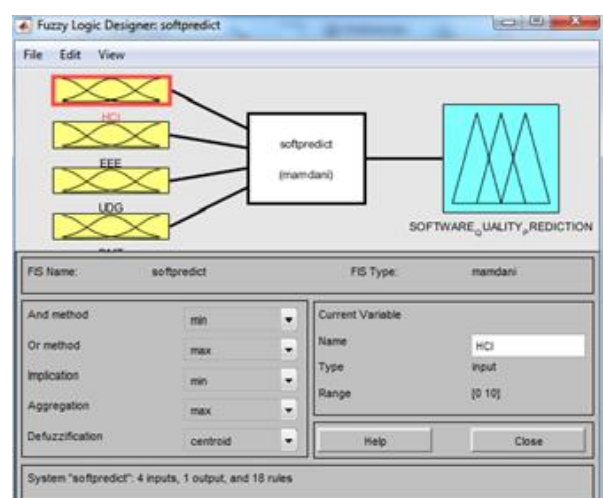 Fuzzy Logic Designer: softpredict
File Edit View
HCI
EEE
UDG
softpredict
(mamdani)
SOFTWARE_QUALITY_PREDICTION
FIS Name: softpredict FIS Type: mamdani
And method min
Or method max
Implication min
Aggregation max
Defuzzification centroid
Current Variable
Name HCI
Type input
Range [0 10]
Help Close
System "softpredict": 4 inputs, 1 output, and 18 rules